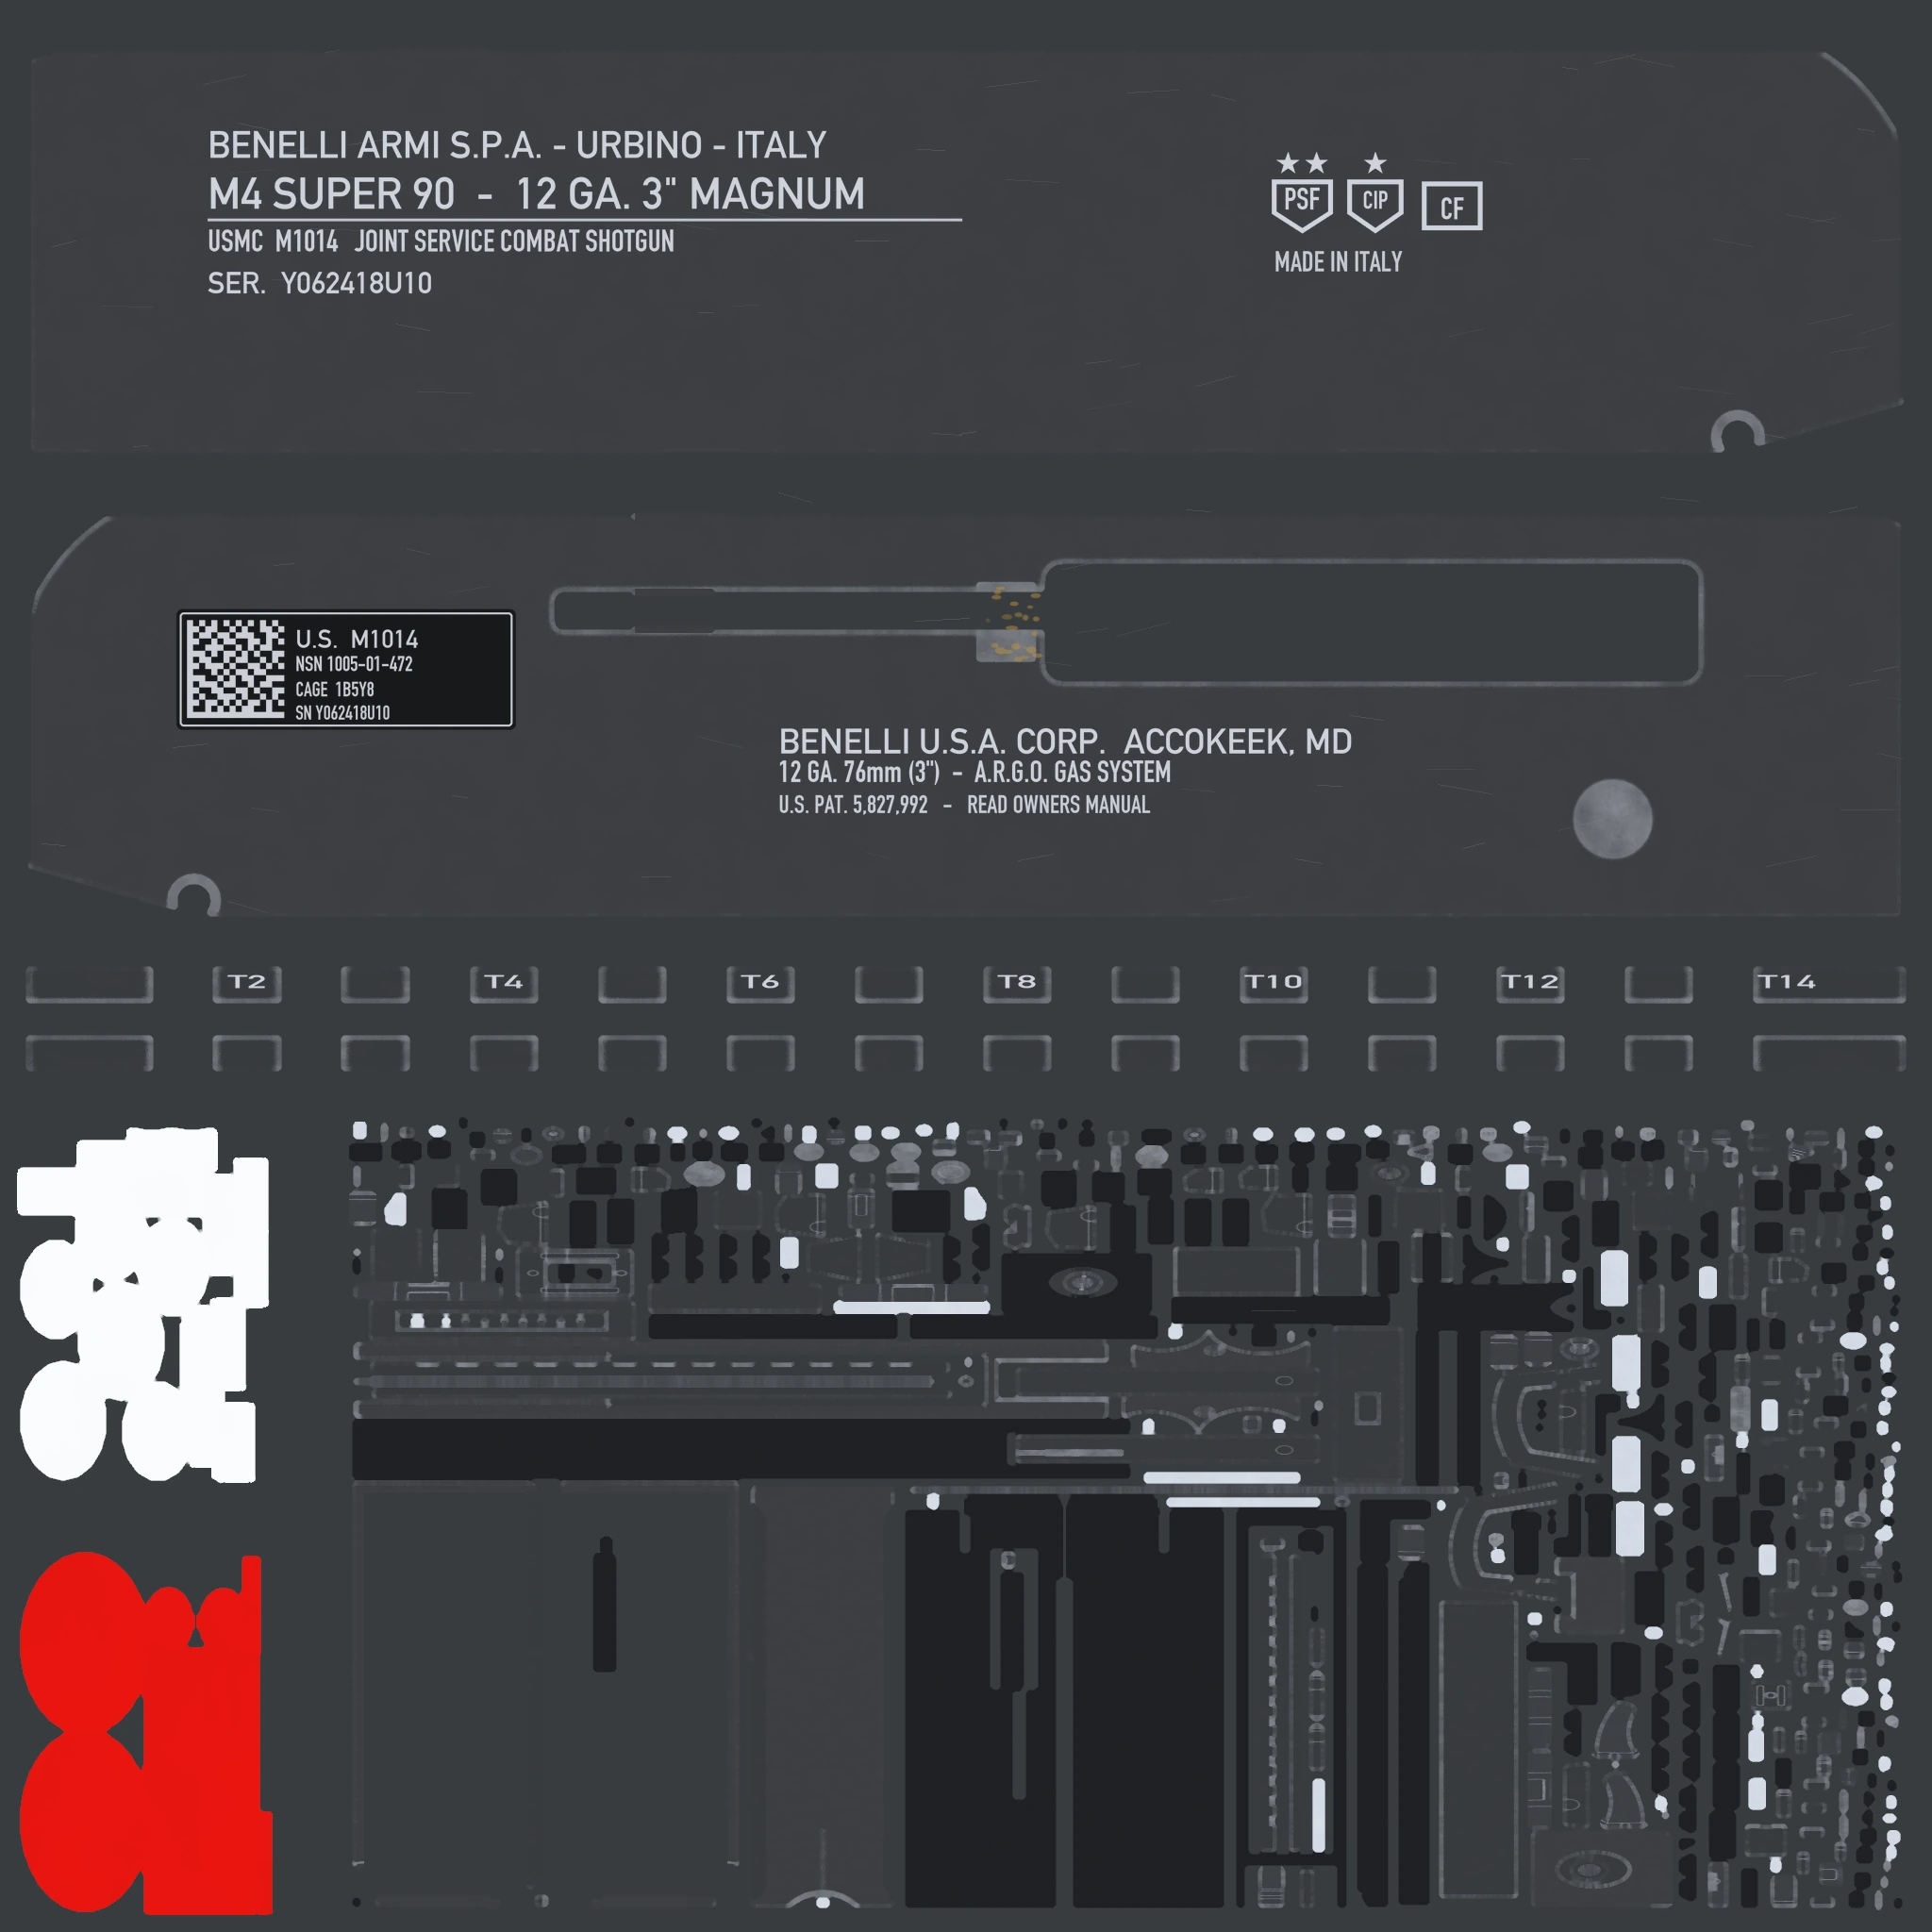 BENELLI ARMI S.P.A. - URBINO - ITALY
M4 SUPER 90 - 12 GA. 3" MAGNUM
USMC M1014 JOINT SERVICE COMBAT SHOTGUN
SER. Y062418U10
PSF CIP CF
MADE IN ITALY
U.S. M1014
NSN 1005-01-472
CAGE 1B5Y8
SN Y062418U10
BENELLI U.S.A. CORP. ACCOKEEK, MD
12 GA. 76mm (3") - A.R.G.O. GAS SYSTEM
U.S. PAT. 5,827,992 - READ OWNERS MANUAL
T2 T4 T6 T8 T10 T12 T14